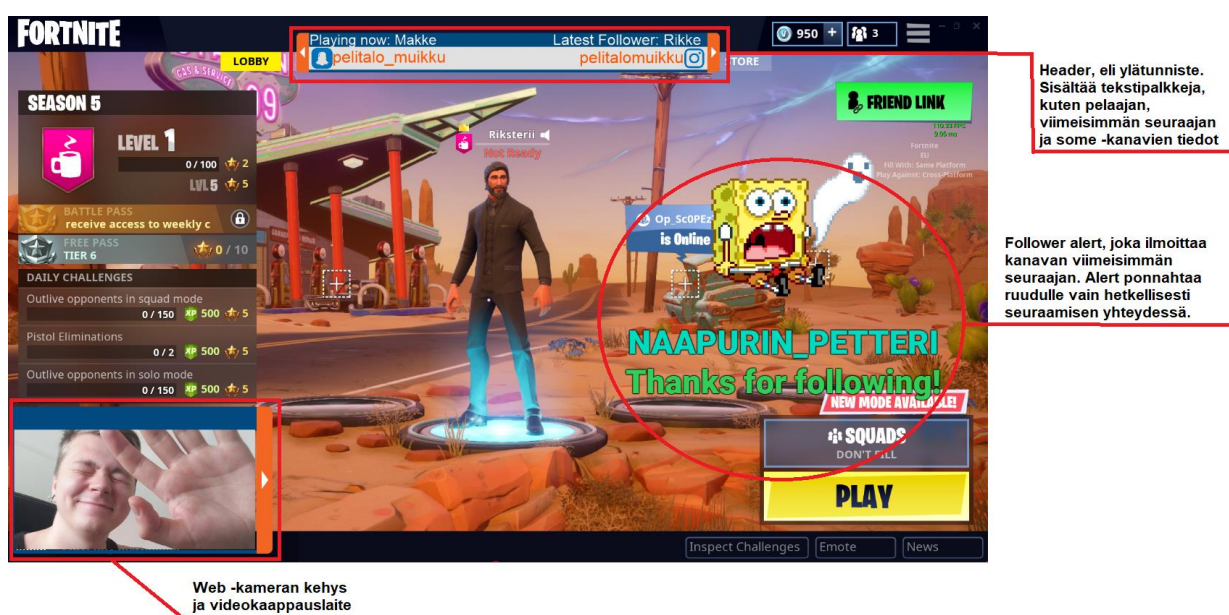 FORTNITE
Playing now: Makke
Latest Follower: Rikke
pelitalo_muikku
pelitalomuikku
950
+
3
LOBBY
STORE
SEASON 5
LEVEL 1
0 / 100
2
LVL 5
5
BATTLE PASS
receive access to weekly c
FREE PASS
TIER 6
0 / 10
DAILY CHALLENGES
Outlive opponents in squad mode
0 / 150 XP 500 5
Pistol Eliminations
0 / 2 XP 500 5
Outlive opponents in solo mode
0 / 150 XP 500 5
Riksterii
Not Ready
FRIEND LINK
Fortnite
EU
Fill With: Same Platform
Play Against: Cross-Platform
is Online
NAAPURIN_PETTERI
Thanks for following!
NEW MODE AVAILABLE!
SQUADS
DON'T FILL
PLAY
Inspect Challenges
Emote
News
Header, eli ylätunniste.
Sisältää tekstipalkkeja,
kuten pelaajan,
viimeisimmän seuraajan
ja some -kanavien tiedot
Follower alert, joka ilmoittaa
kanavan viimeisimmän
seuraajan. Alert ponnahtaa
ruudulle vain hetkellisesti
seuraamisen yhteydessä.
Web -kameran kehys
ja videokaappauslaite